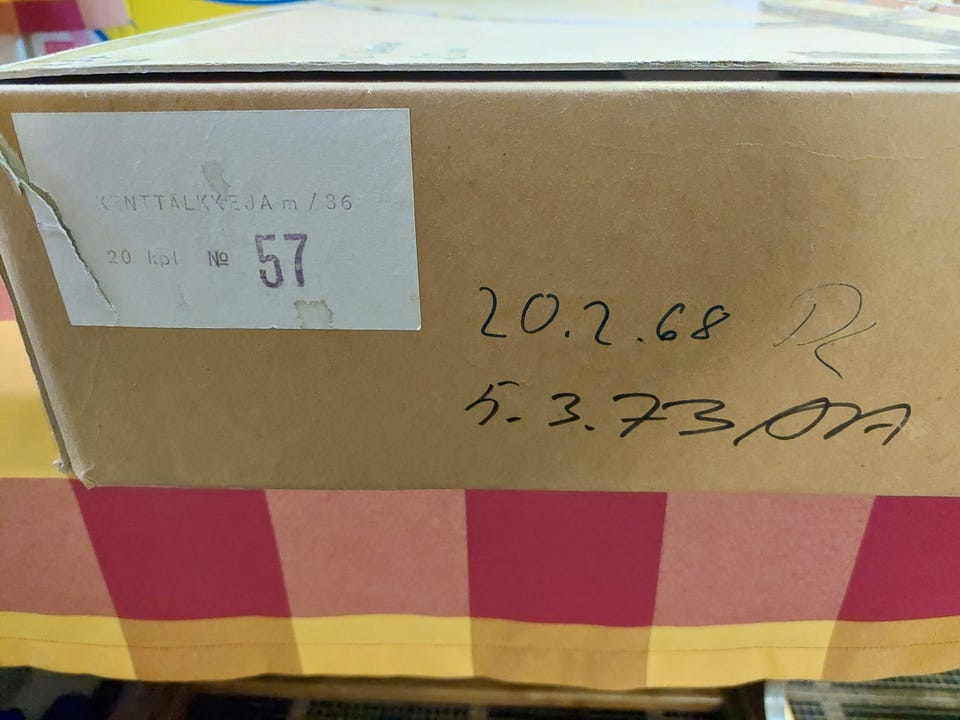 KENTTÄLKKEJA m/36
20 kpl № 57
20.2.68
5.3.73